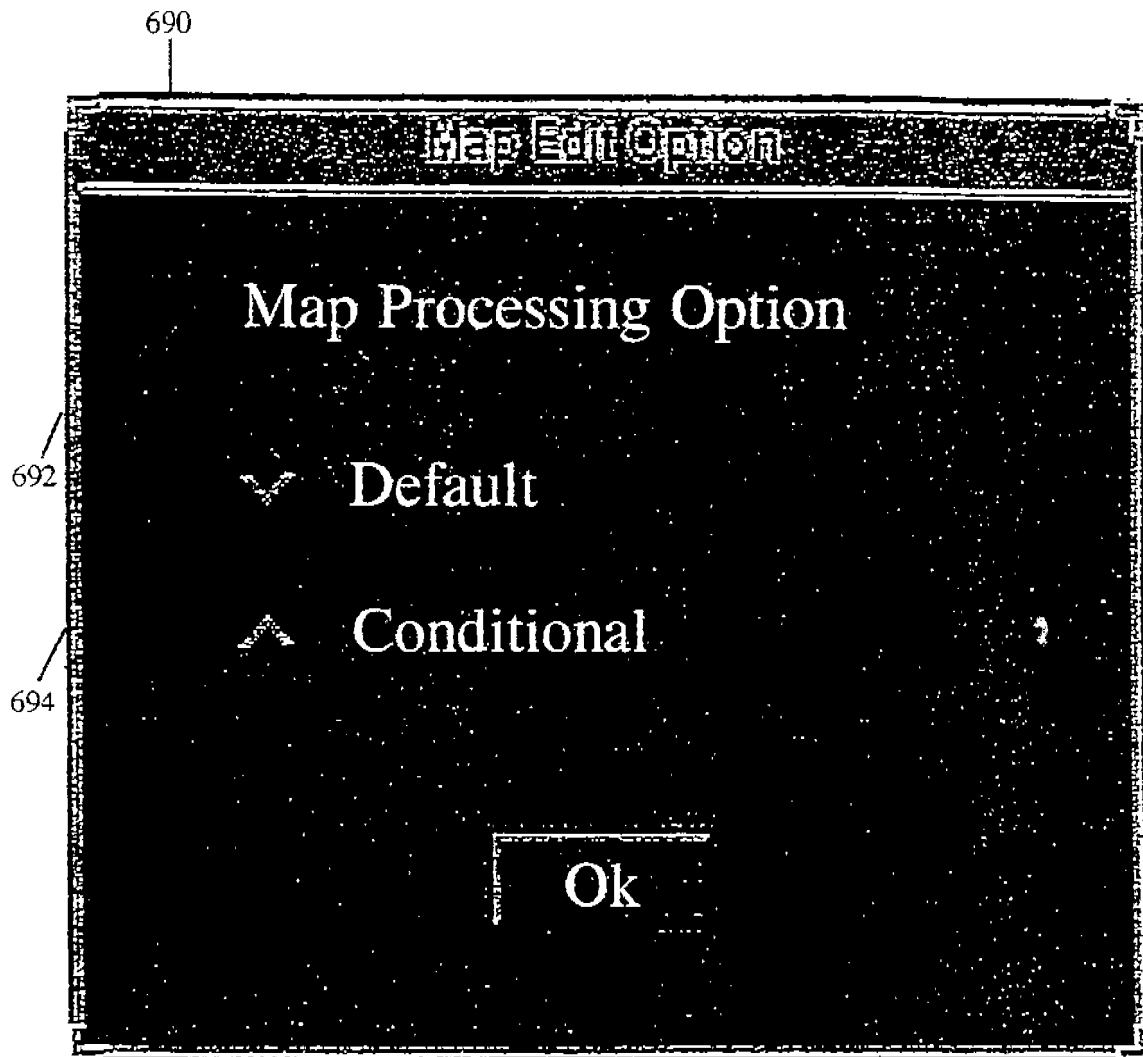 690
Map Edit Option
Map Processing Option
692
Default
Conditional
694
Ok